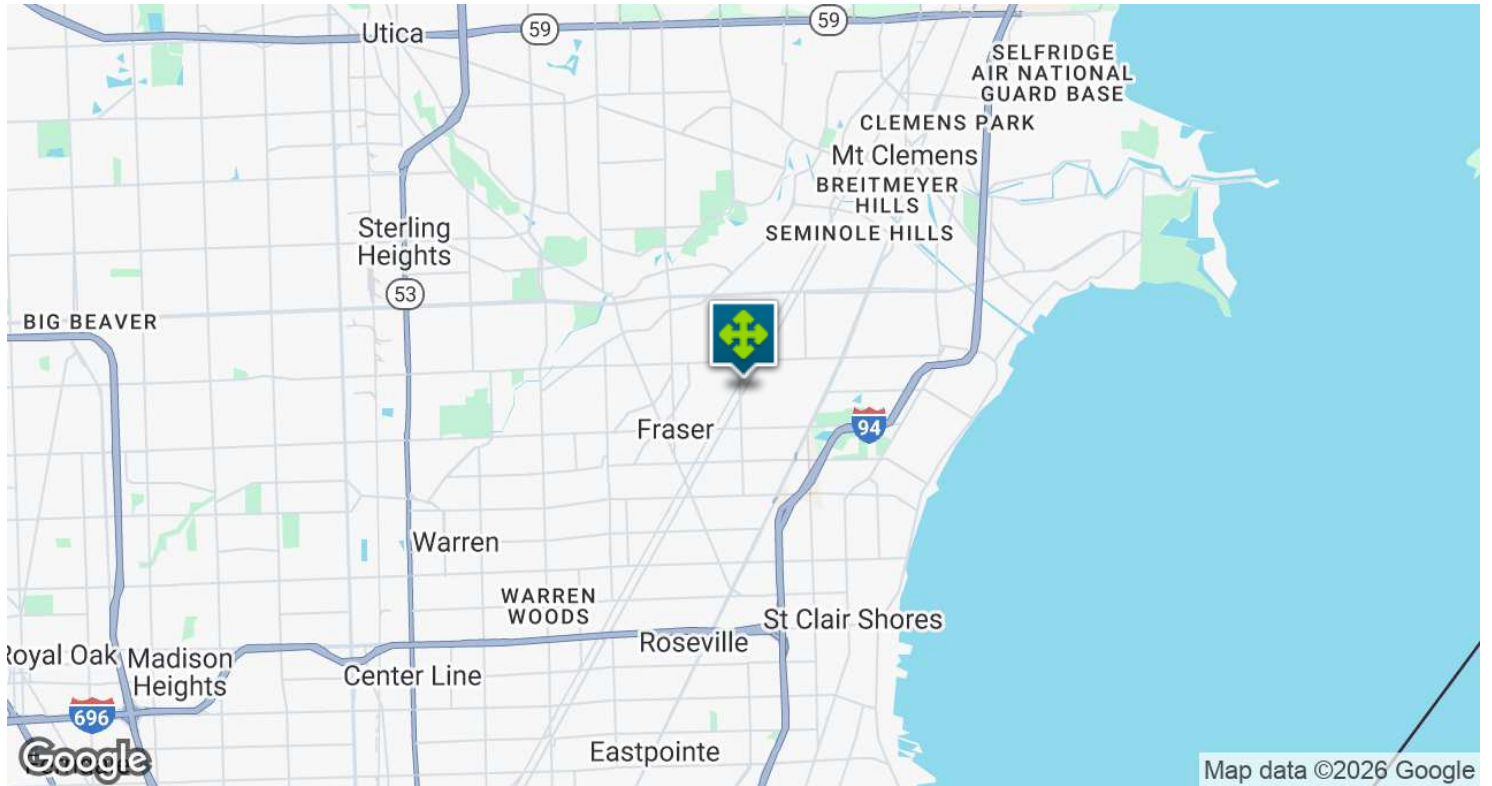 Utica
59
59
SELFRIDGE
AIR NATIONAL
GUARD BASE
CLEMENS PARK
Mt Clemens
BREITMEYER
HILLS
SEMINOLE HILLS
Sterling
Heights
53
BIG BEAVER
Fraser
94
Warren
WARREN
WOODS
St Clair Shores
Roseville
Royal Oak
Madison
Heights
Center Line
696
Eastpointe
Google
Map data ©2026 Google